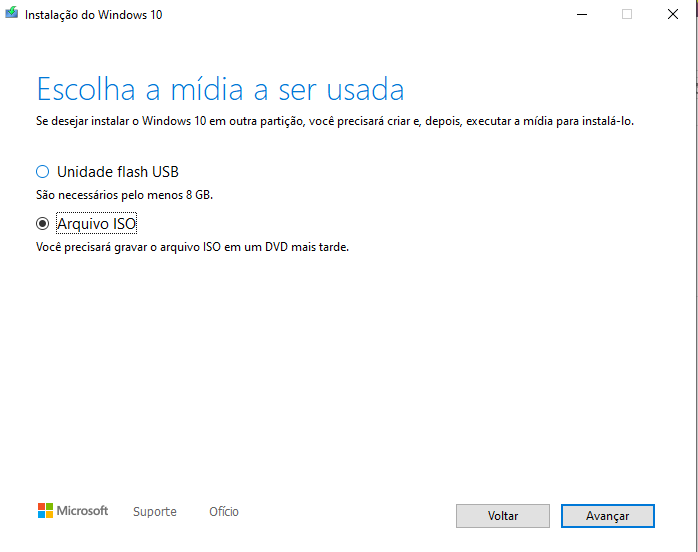 Instalação do Windows 10
Escolha a mídia a ser usada
Se desejar instalar o Windows 10 em outra partição, você precisará criar e, depois, executar a mídia para instalá-lo.
Unidade flash USB
São necessários pelo menos 8 GB.
Arquivo ISO
Você precisará gravar o arquivo ISO em um DVD mais tarde.
Microsoft Suporte Ofício Voltar Avançar